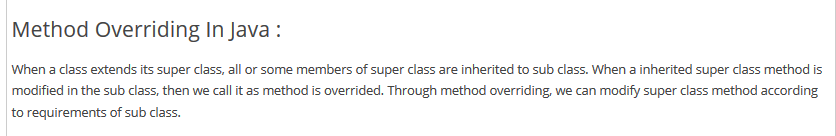 Method Overriding In Java :
When a class extends its super class, all or some members of super class are inherited to sub class. When a inherited super class method is
modified in the sub class, then we call it as method is overrided. Through method overriding, we can modify super class method according
to requirements of sub class.